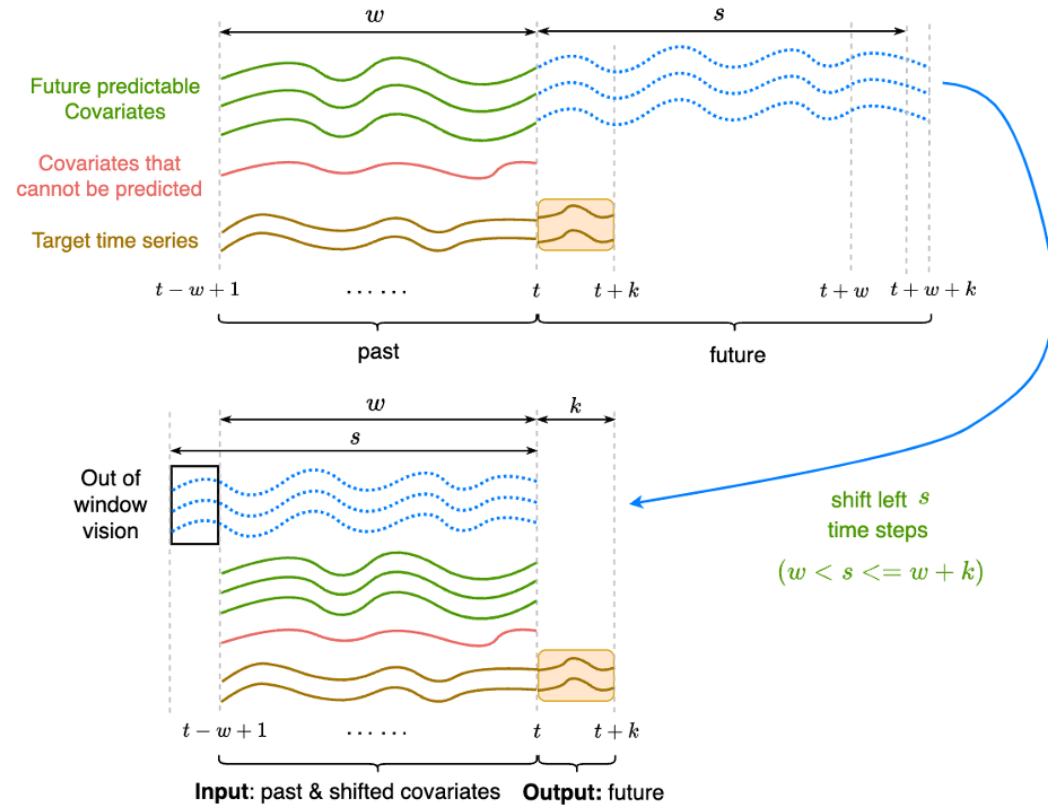 w
s
Future predictable
Covariates
Covariates that
cannot be predicted
Target time series
t − w + 1
......
t
t + k
t + w
t + w + k
past
future
w
k
s
Out of
window
vision
shift left s
time steps
(w < s <= w + k)
t − w + 1
......
t
t + k
Input: past & shifted covariates
Output: future